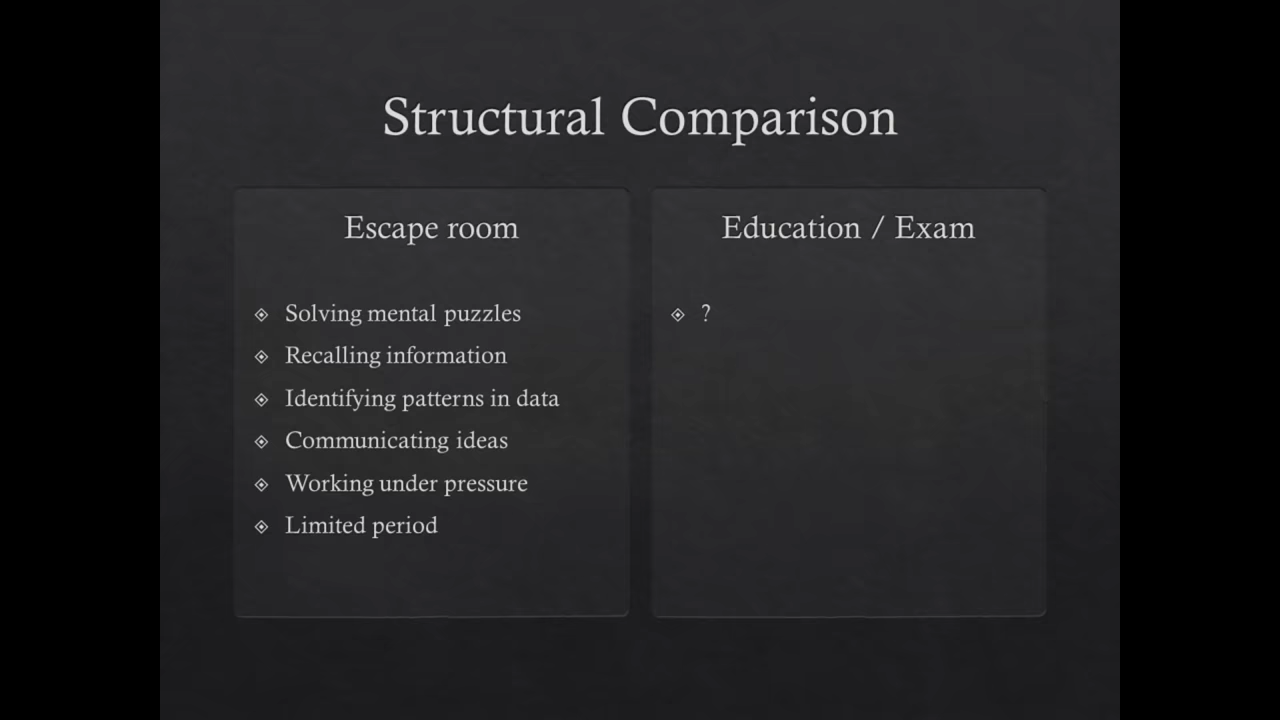 Structural Comparison
Escape room
Solving mental puzzles
Recalling information
Identifying patterns in data
Communicating ideas
Working under pressure
Limited period
Education / Exam
?